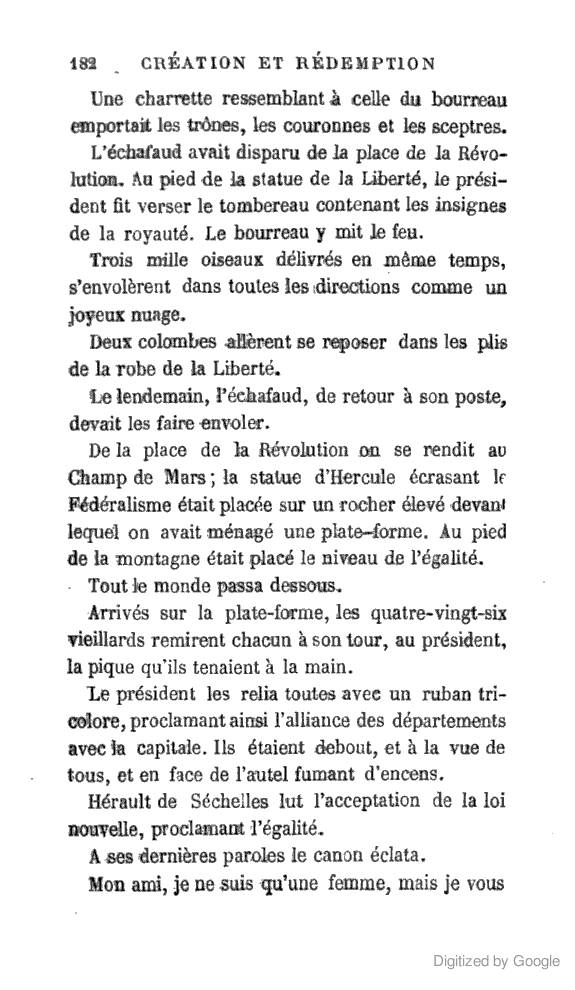 182 CRÉATION ET RÉDEMPTION
Une charrette ressemblant à celle du bourreau
emportait les trônes, les couronnes et les sceptres.
L'échafaud avait disparu de la place de la Révo-
lution. Au pied de la statue de la Liberté, le prési-
dent fit verser le tombereau contenant les insignes
de la royauté. Le bourreau y mit le feu.
Trois mille oiseaux délivrés en même temps,
s'envolèrent dans toutes les directions comme un
joyeux nuage.
Deux colombes allèrent se reposer dans les plis
de la robe de la Liberté.
Le lendemain, l'échafaud, de retour à son poste,
devait les faire envoler.
De la place de la Révolution on se rendit au
Champ de Mars ; la statue d'Hercule écrasant le
Fédéralisme était placée sur un rocher élevé devant
lequel on avait ménagé une plate-forme. Au pied
de la montagne était placé le niveau de l'égalité.
Tout le monde passa dessous.
Arrivés sur la plate-forme, les quatre-vingt-six
vieillards remirent chacun à son tour, au président,
la pique qu'ils tenaient à la main.
Le président les relia toutes avec un ruban tri-
colore, proclamant ainsi l'alliance des départements
avec la capitale. Ils étaient debout, et à la vue de
tous, et en face de l'autel fumant d'encens.
Hérault de Séchelles lut l'acceptation de la loi
nouvelle, proclamant l'égalité.
A ses dernières paroles le canon éclata.
Mon ami, je ne suis qu'une femme, mais je vous
Digitized by Google